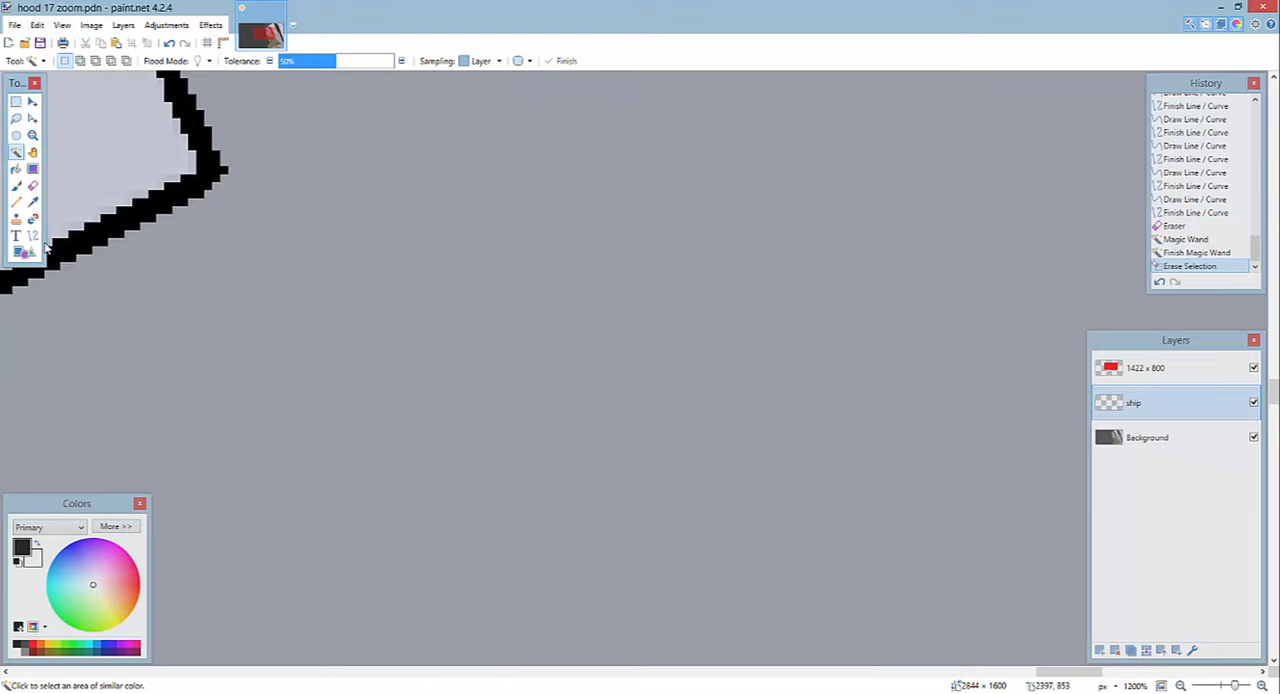 hood 17 zoom.pdn - paint.net 4.2.4
File Edit View Image Layers Adjustments Effects
Tool: Flood Mode: Tolerance: 50% Sampling: Layer Finish
To...
History
Draw Line / Curve
Finish Line / Curve
Draw Line / Curve
Finish Line / Curve
Draw Line / Curve
Finish Line / Curve
Draw Line / Curve
Finish Line / Curve
Draw Line / Curve
Finish Line / Curve
Eraser
Magic Wand
Finish Magic Wand
Erase Selection
Layers
1422 x 800
ship
Background
Colors
Primary More >>
Click to select an area of similar color.
2844 × 1600 2397, 853 px 1200%